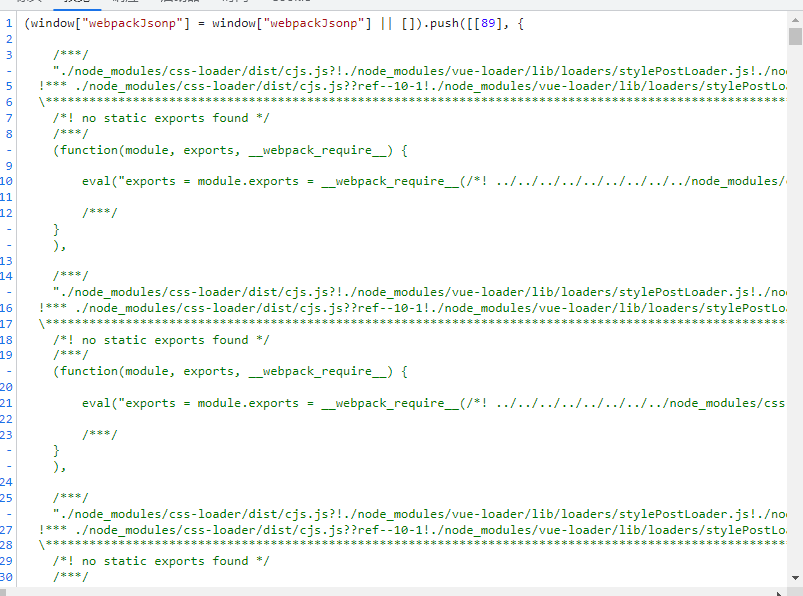 1 (window["webpackJsonp"] = window["webpackJsonp"] || []).push([[89], {
2
3 /***/
- "./node_modules/css-loader/dist/cjs.js?!./node_modules/vue-loader/lib/loaders/stylePostLoader.js!./no
5 !*** ./node_modules/css-loader/dist/cjs.js??ref--10-1!./node_modules/vue-loader/lib/loaders/stylePostLoa
6 \*******************************************************************************************************
7 /*! no static exports found */
8 /***/
- (function(module, exports, __webpack_require__) {
9
10 eval("exports = module.exports = __webpack_require__(/*! ../../../../../../../../../node_modules/
11
12 /***/
- }
- ),
13
14 /***/
- "./node_modules/css-loader/dist/cjs.js?!./node_modules/vue-loader/lib/loaders/stylePostLoader.js!./no
16 !*** ./node_modules/css-loader/dist/cjs.js??ref--10-1!./node_modules/vue-loader/lib/loaders/stylePostLoa
17 \*******************************************************************************************************
18 /*! no static exports found */
19 /***/
- (function(module, exports, __webpack_require__) {
20
21 eval("exports = module.exports = __webpack_require__(/*! ../../../../../../../../node_modules/css
22
23 /***/
- }
- ),
24
25 /***/
- "./node_modules/css-loader/dist/cjs.js?!./node_modules/vue-loader/lib/loaders/stylePostLoader.js!./no
27 !*** ./node_modules/css-loader/dist/cjs.js??ref--10-1!./node_modules/vue-loader/lib/loaders/stylePostLoa
28 \*******************************************************************************************************
29 /*! no static exports found */
30 /***/